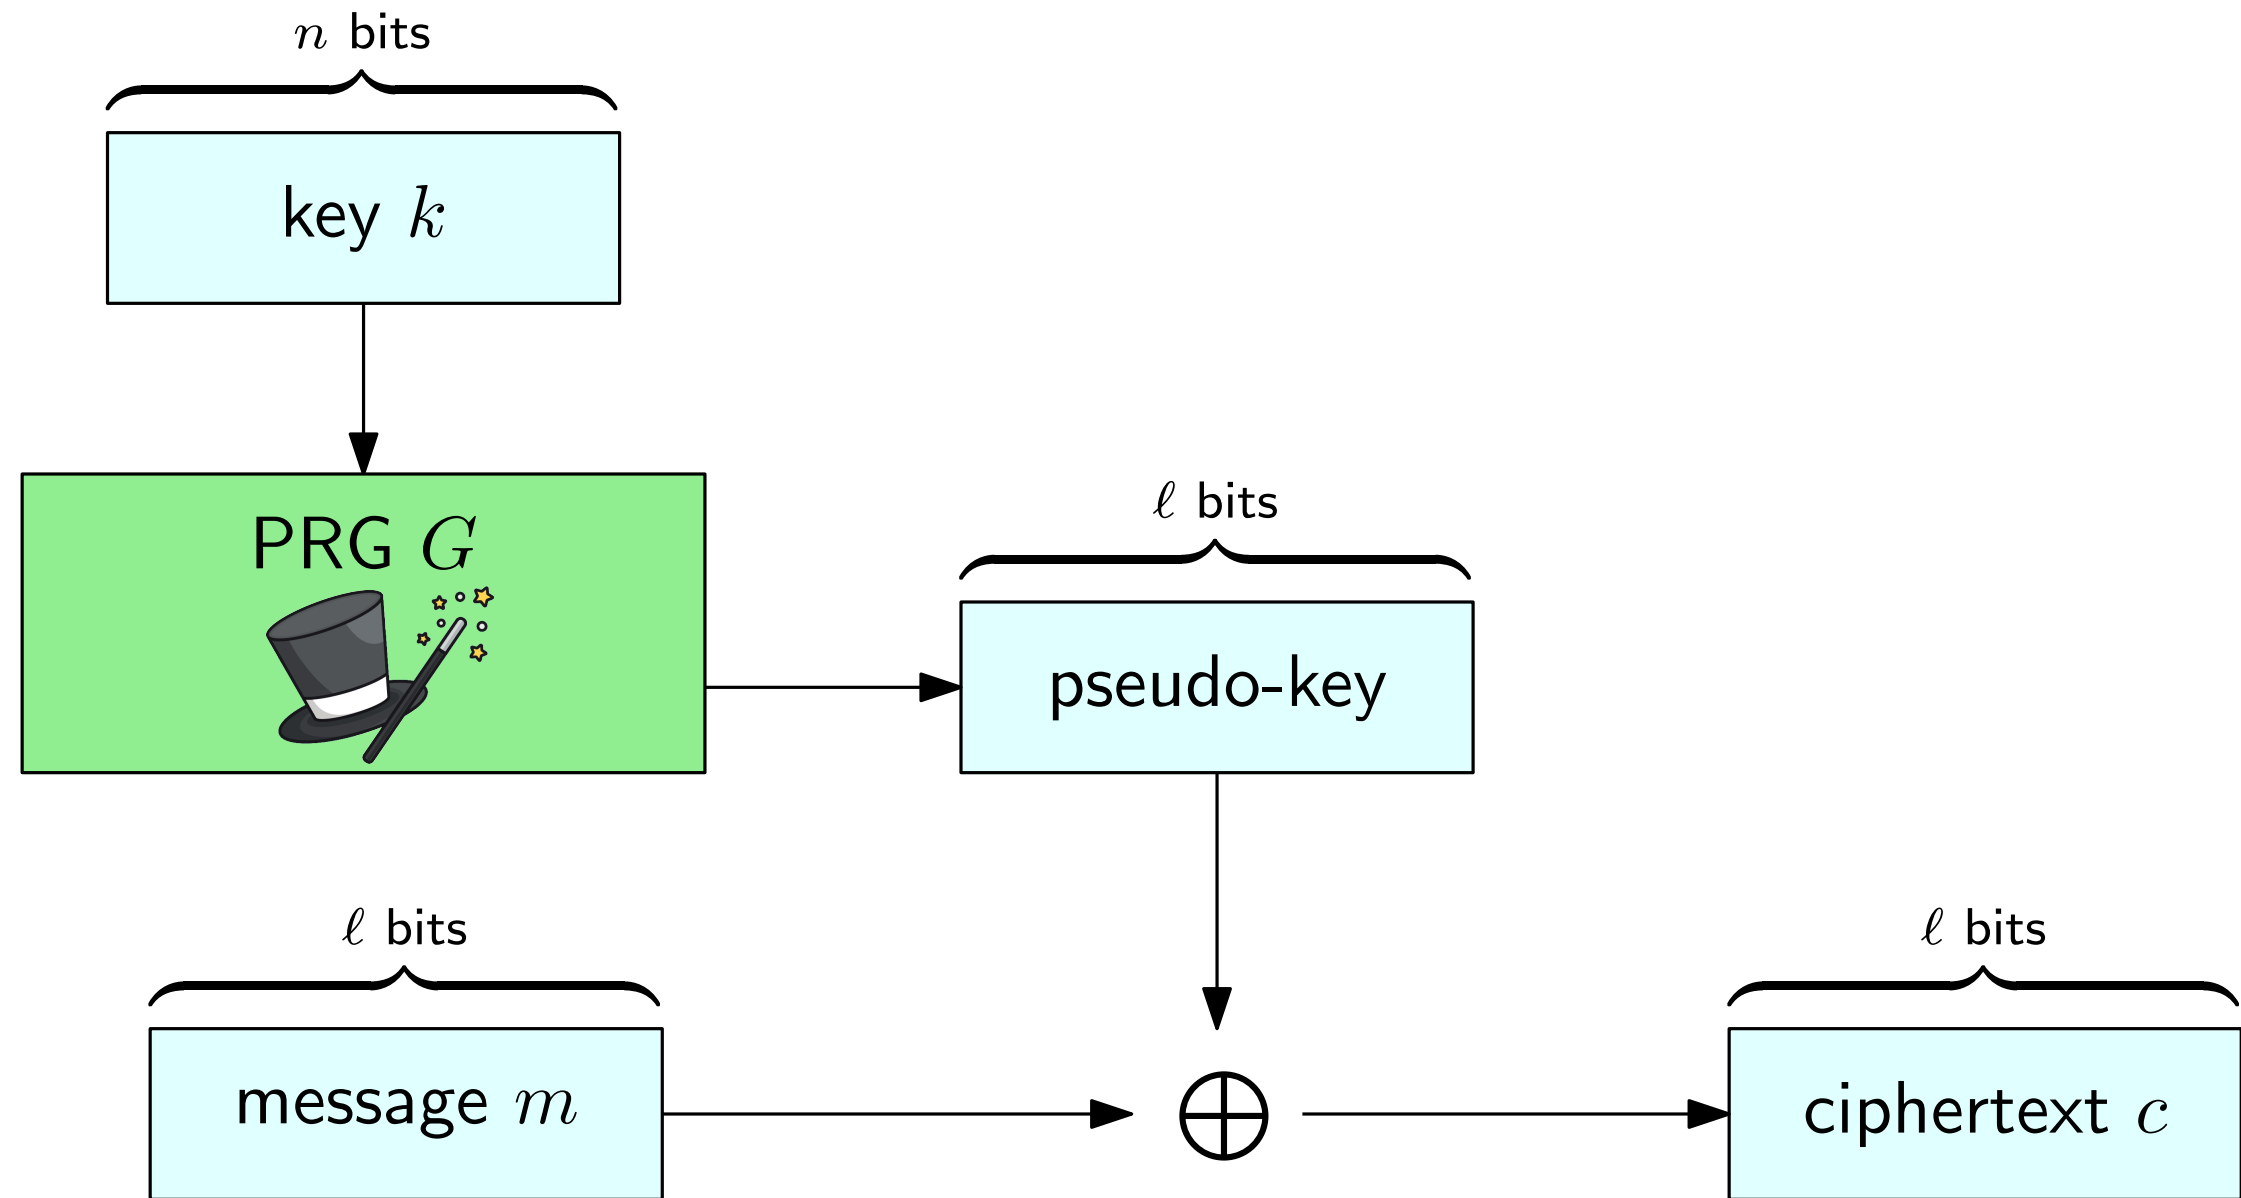 n bits
key k
PRG G
ℓ bits
pseudo-key
ℓ bits
ℓ bits
message m
⊕
ciphertext c